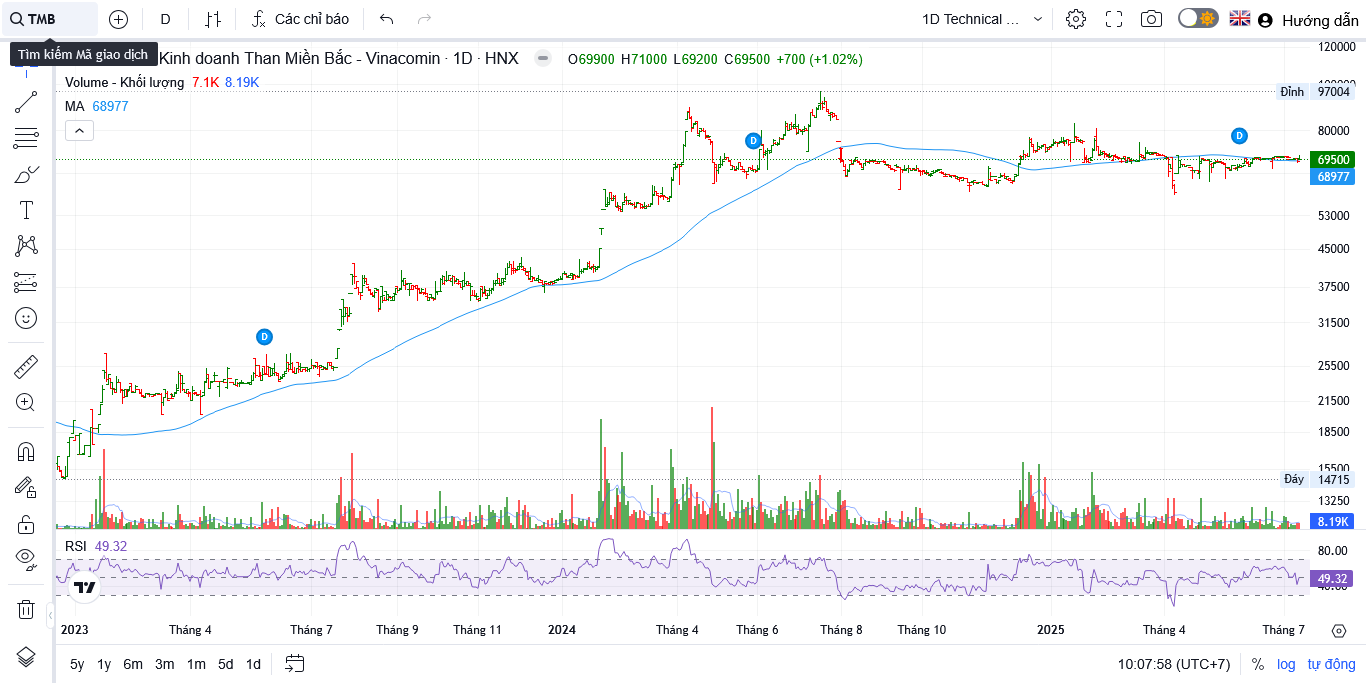 TMB
D
Các chỉ báo
1D Technical ...
Hướng dẫn
Tìm kiếm Mã giao dịch
Kinh doanh Than Miền Bắc - Vinacomin · 1D · HNX
O69900 H71000 L69200 C69500 +700 (+1.02%)
Volume - Khối lượng 7.1K 8.19K
MA 68977
120000
Đỉnh 97004
80000
69500
68977
53000
45000
37500
31500
25500
21500
18500
15500
Đáy 14715
13250
8.19K
D
D
D
T
RSI 49.32
80.00
49.32
2023 Tháng 4 Tháng 7 Tháng 9 Tháng 11 2024 Tháng 4 Tháng 6 Tháng 8 Tháng 10 2025 Tháng 4 Tháng 7
5y 1y 6m 3m 1m 5d 1d
10:07:58 (UTC+7) % log tự động